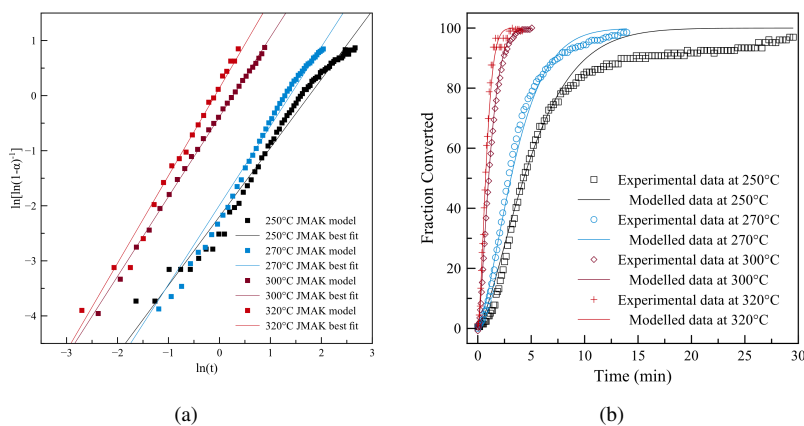 1
0
−1
−2
−3
−4
−3
−2
−1
0
1
2
3
ln[ln(1-α)⁻¹]
ln(t)
250°C JMAK model
250°C JMAK best fit
270°C JMAK model
270°C JMAK best fit
300°C JMAK model
300°C JMAK best fit
320°C JMAK model
320°C JMAK best fit
(a)
100
80
60
40
20
0
0
5
10
15
20
25
30
Fraction Converted
Time (min)
Experimental data at 250°C
Modelled data at 250°C
Experimental data at 270°C
Modelled data at 270°C
Experimental data at 300°C
Modelled data at 300°C
Experimental data at 320°C
Modelled data at 320°C
(b)